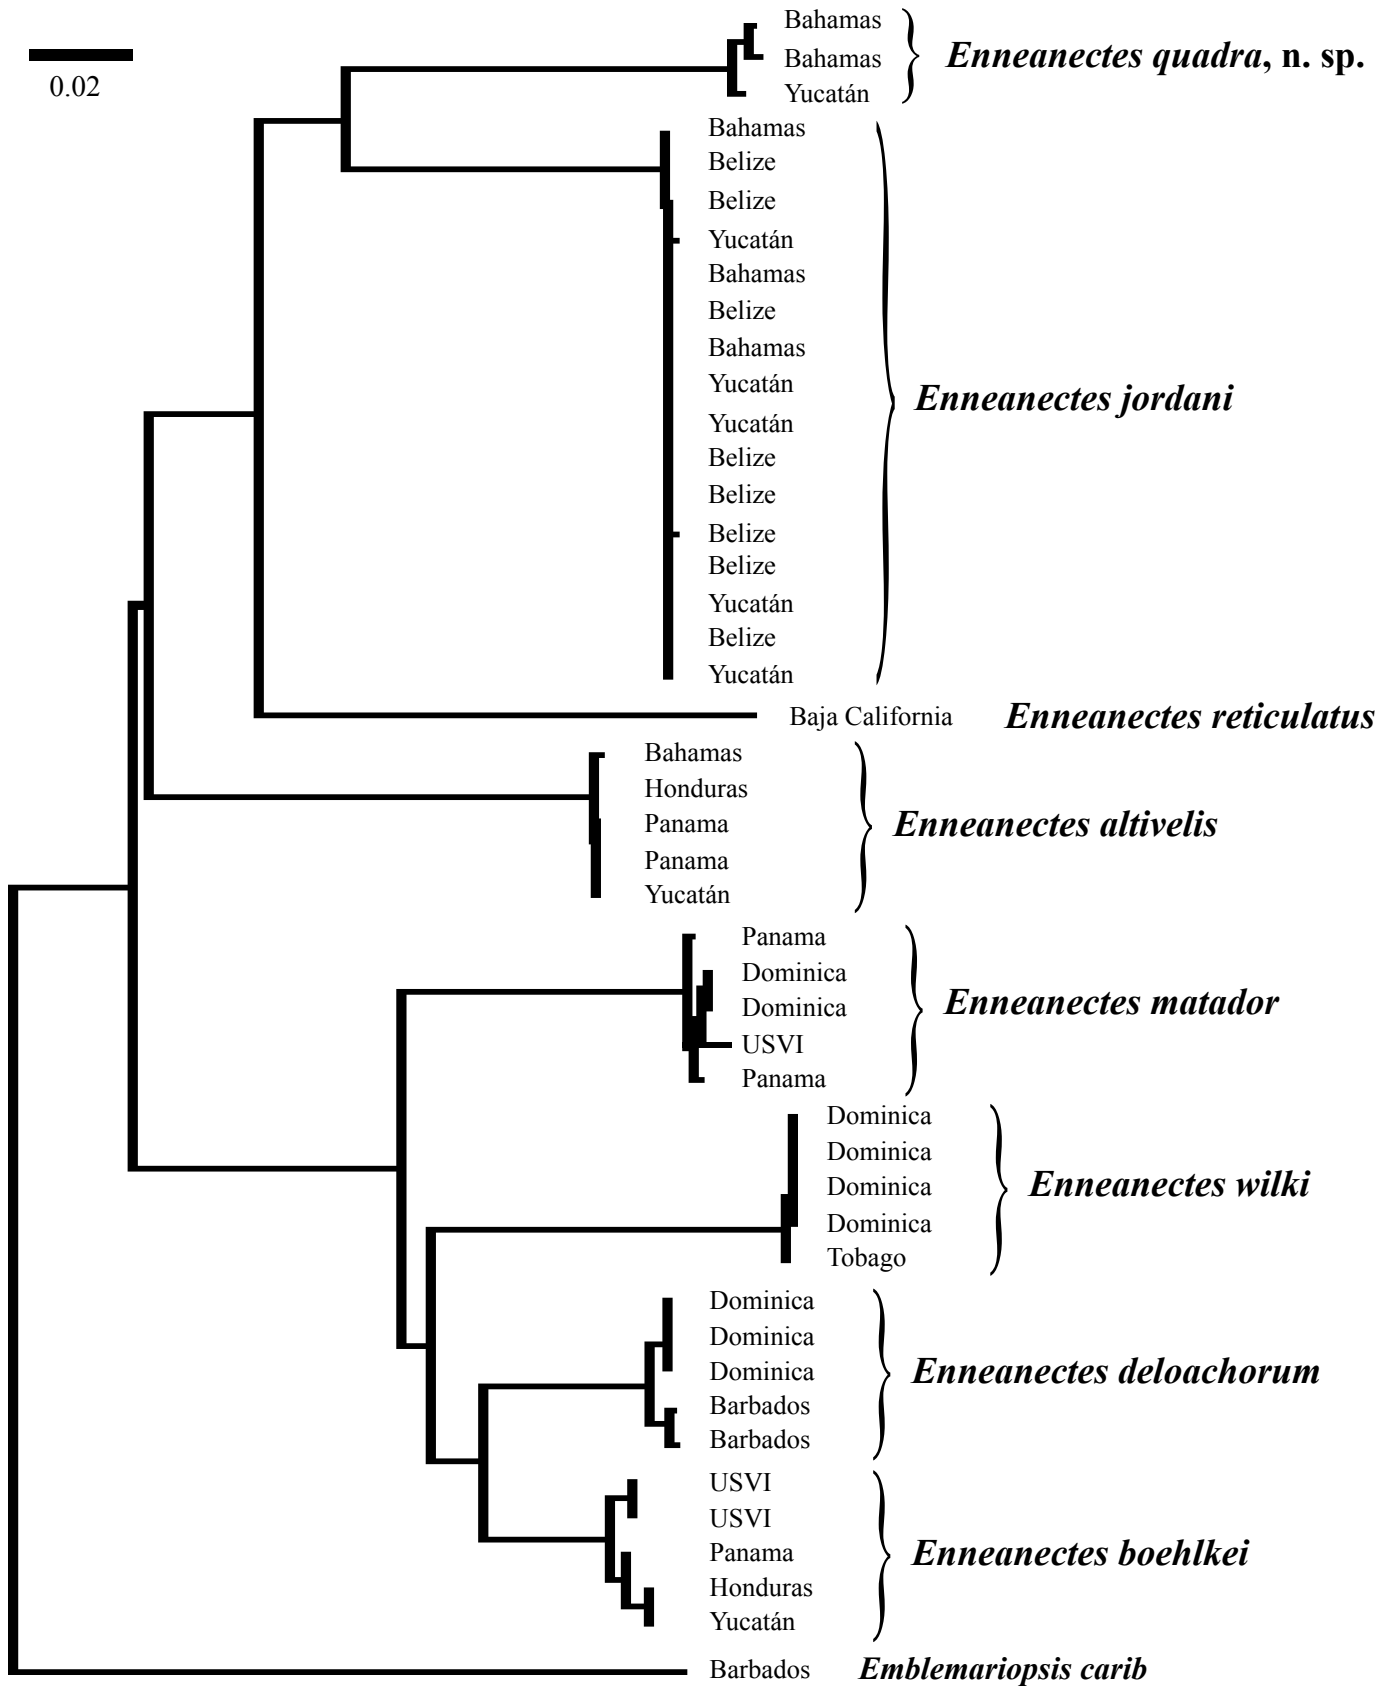 0.02
Bahamas
Bahamas
Yucatán
Enneanectes quadra, n. sp.
Bahamas
Belize
Belize
Yucatán
Bahamas
Belize
Bahamas
Yucatán
Yucatán
Belize
Belize
Belize
Belize
Yucatán
Belize
Yucatán
Enneanectes jordani
Baja California
Enneanectes reticulatus
Bahamas
Honduras
Panama
Panama
Yucatán
Enneanectes altivelis
Panama
Dominica
Dominica
USVI
Panama
Enneanectes matador
Dominica
Dominica
Dominica
Dominica
Tobago
Enneanectes wilki
Dominica
Dominica
Dominica
Barbados
Barbados
Enneanectes deloachorum
USVI
USVI
Panama
Honduras
Yucatán
Enneanectes boehlkei
Barbados
Emblemariopsis carib